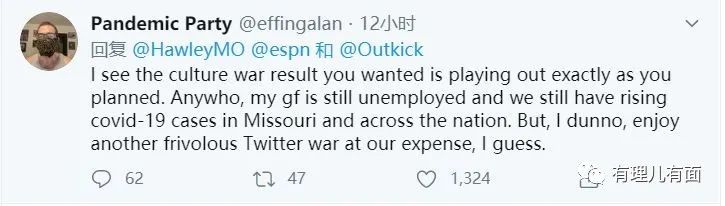 Pandemic Party @effingalan · 12小时
回复 @HawleyMO @espn 和 @Outkick
I see the culture war result you wanted is playing out exactly as you
planned. Anywho, my gf is still unemployed and we still have rising
covid-19 cases in Missouri and across the nation. But, I dunno, enjoy
another frivolous Twitter war at our expense, I guess.
62 47 1,324
有理儿有面